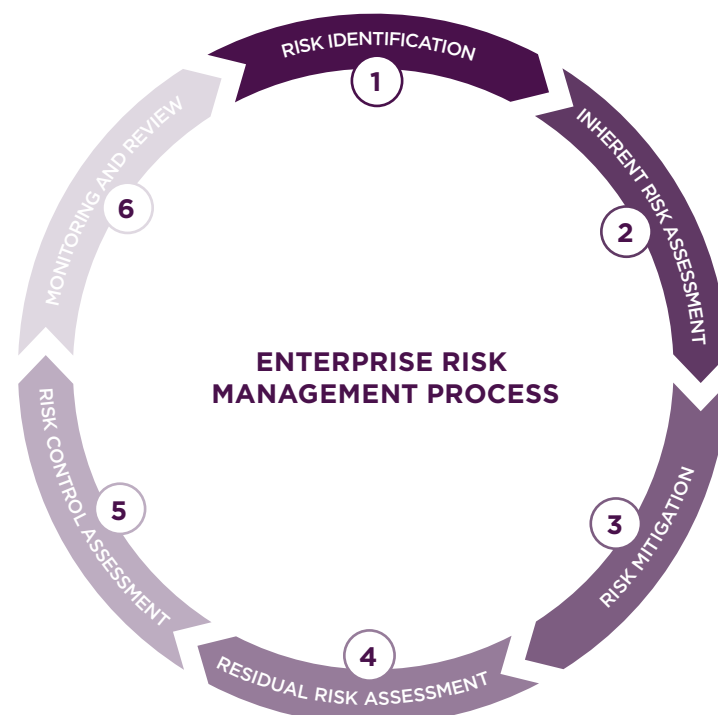 RISK IDENTIFICATION
1
INHERENT RISK ASSESSMENT
2
RISK MITIGATION
3
RESIDUAL RISK ASSESSMENT
4
RISK CONTROL ASSESSMENT
5
MONITORING AND REVIEW
6
ENTERPRISE RISK
MANAGEMENT PROCESS